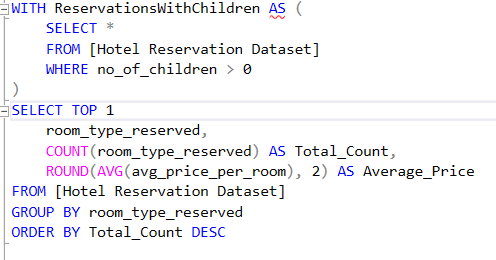 WITH ReservationsWithChildren AS (
SELECT *
FROM [Hotel Reservation Dataset]
WHERE no_of_children > 0
)
SELECT TOP 1
room_type_reserved,
COUNT(room_type_reserved) AS Total_Count,
ROUND(AVG(avg_price_per_room), 2) AS Average_Price
FROM [Hotel Reservation Dataset]
GROUP BY room_type_reserved
ORDER BY Total_Count DESC